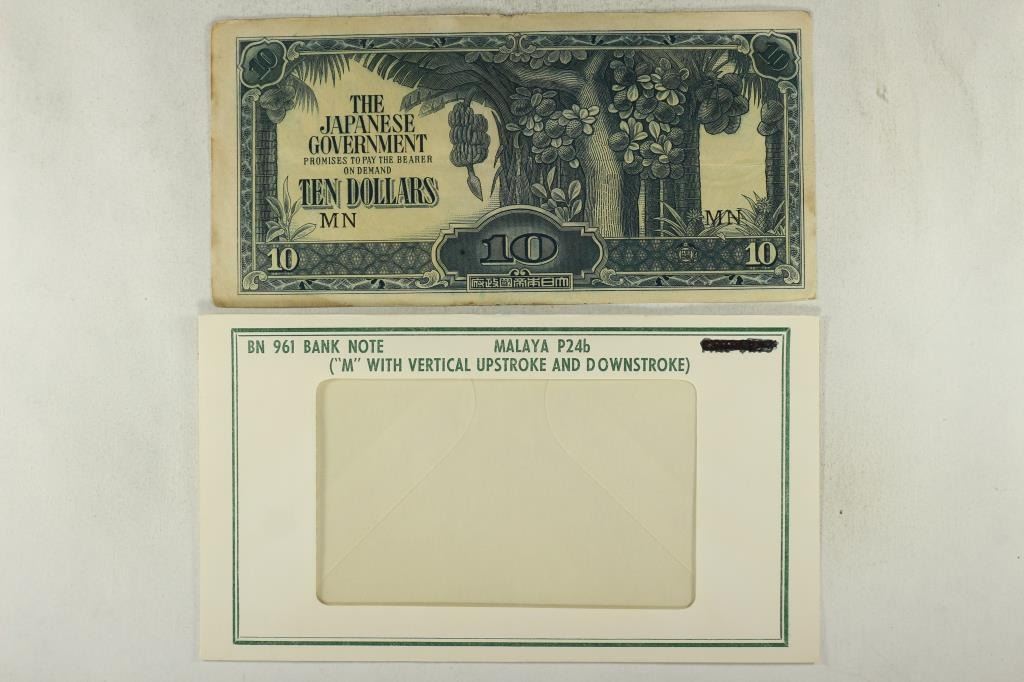 10 10
THE
JAPANESE
GOVERNMENT
PROMISES TO PAY THE BEARER
ON DEMAND
TEN DOLLARS
MN MN
10 10 10
府政國帝本日大
BN 961 BANK NOTE MALAYA P24b
("M" WITH VERTICAL UPSTROKE AND DOWNSTROKE)